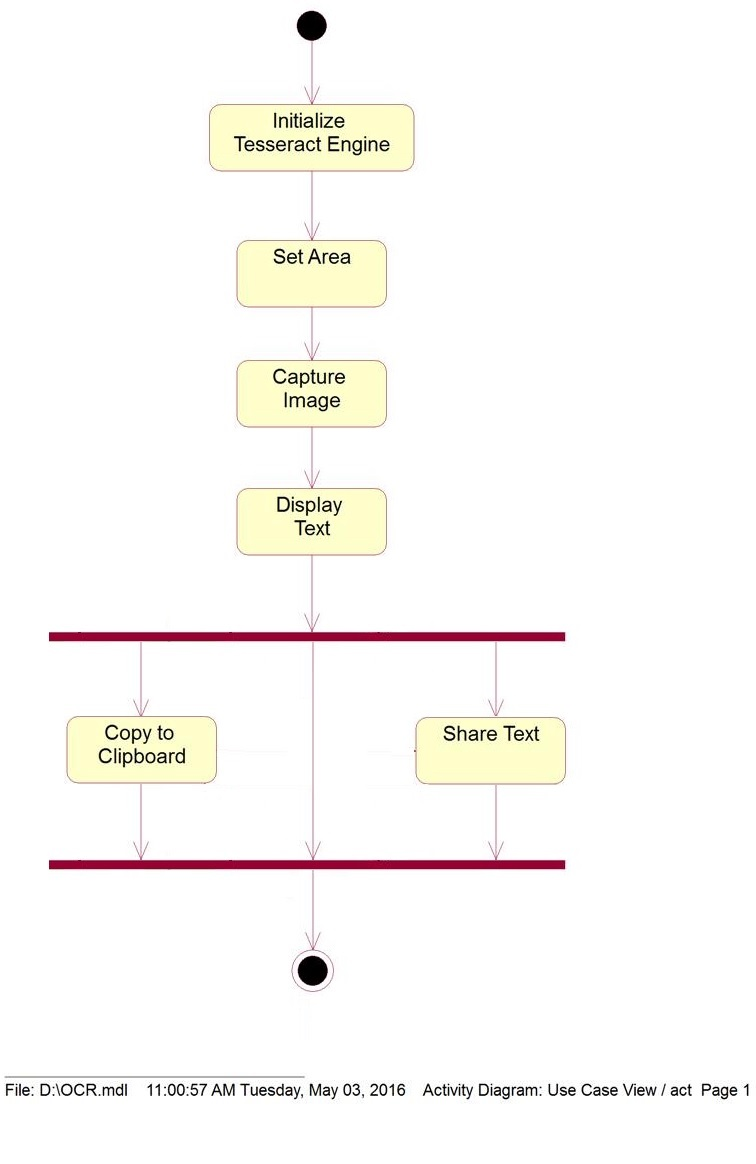 Initialize
Tesseract Engine
Set Area
Capture
Image
Display
Text
Copy to
Clipboard
Share Text
File: D:\OCR.mdl 11:00:57 AM Tuesday, May 03, 2016 Activity Diagram: Use Case View / act Page 1